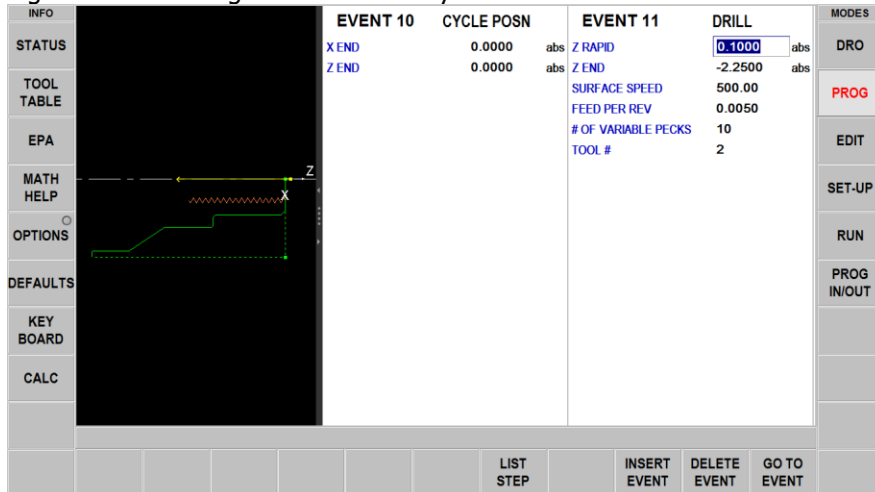 INFO
STATUS
TOOL
TABLE
EPA
MATH
HELP
OPTIONS
DEFAULTS
KEY
BOARD
CALC
Z
X
EVENT 10 CYCLE POSN
X END 0.0000 abs
Z END 0.0000 abs
EVENT 11 DRILL
Z RAPID 0.1000 abs
Z END -2.2500 abs
SURFACE SPEED 500.00
FEED PER REV 0.0050
# OF VARIABLE PECKS 10
TOOL # 2
MODES
DRO
PROG
EDIT
SET-UP
RUN
PROG
IN/OUT
LIST
STEP
INSERT
EVENT
DELETE
EVENT
GO TO
EVENT